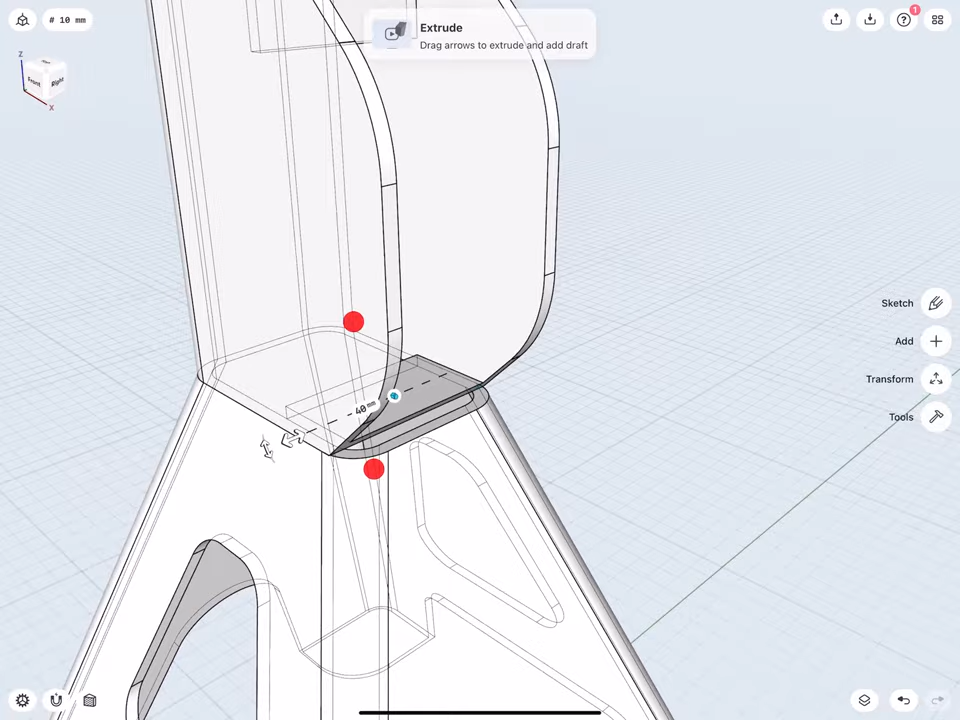 # 10 mm
Extrude
Drag arrows to extrude and add draft
1
Z
Front
Right
X
Sketch
Add
Transform
Tools
40 mm